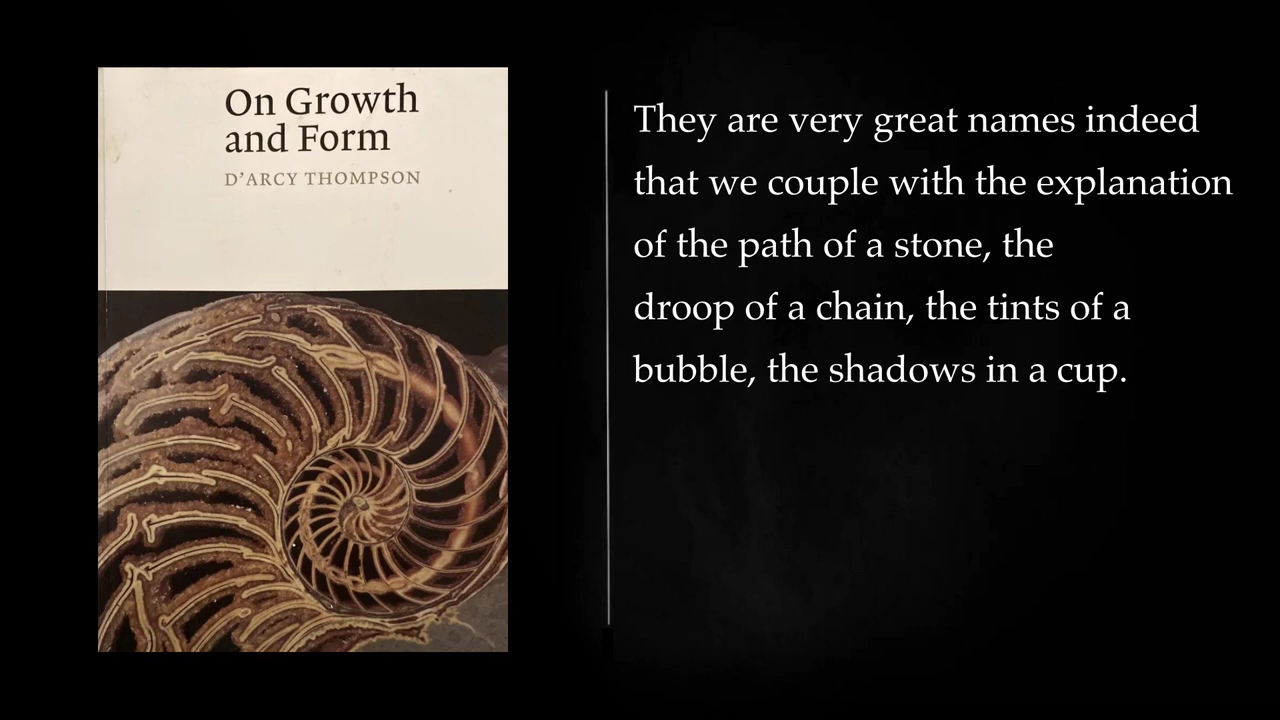 On Growth
and Form
D'ARCY THOMPSON
They are very great names indeed
that we couple with the explanation
of the path of a stone, the
droop of a chain, the tints of a
bubble, the shadows in a cup.